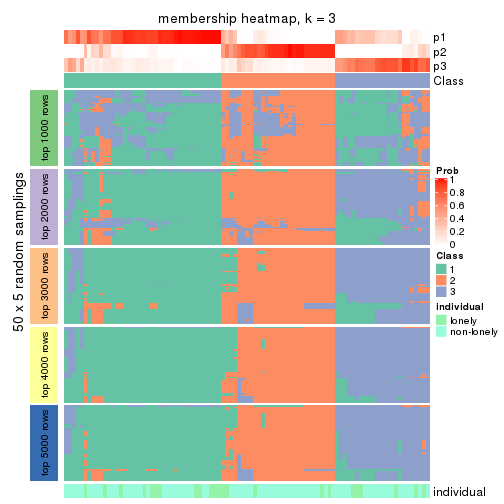 membership heatmap, k = 3
p1
p2
p3
Class
50 x 5 random samplings
top 1000 rows
top 2000 rows
top 3000 rows
top 4000 rows
top 5000 rows
individual
Prob
1
0.8
0.6
0.4
0.2
0
Class
1
2
3
individual
lonely
non-lonely